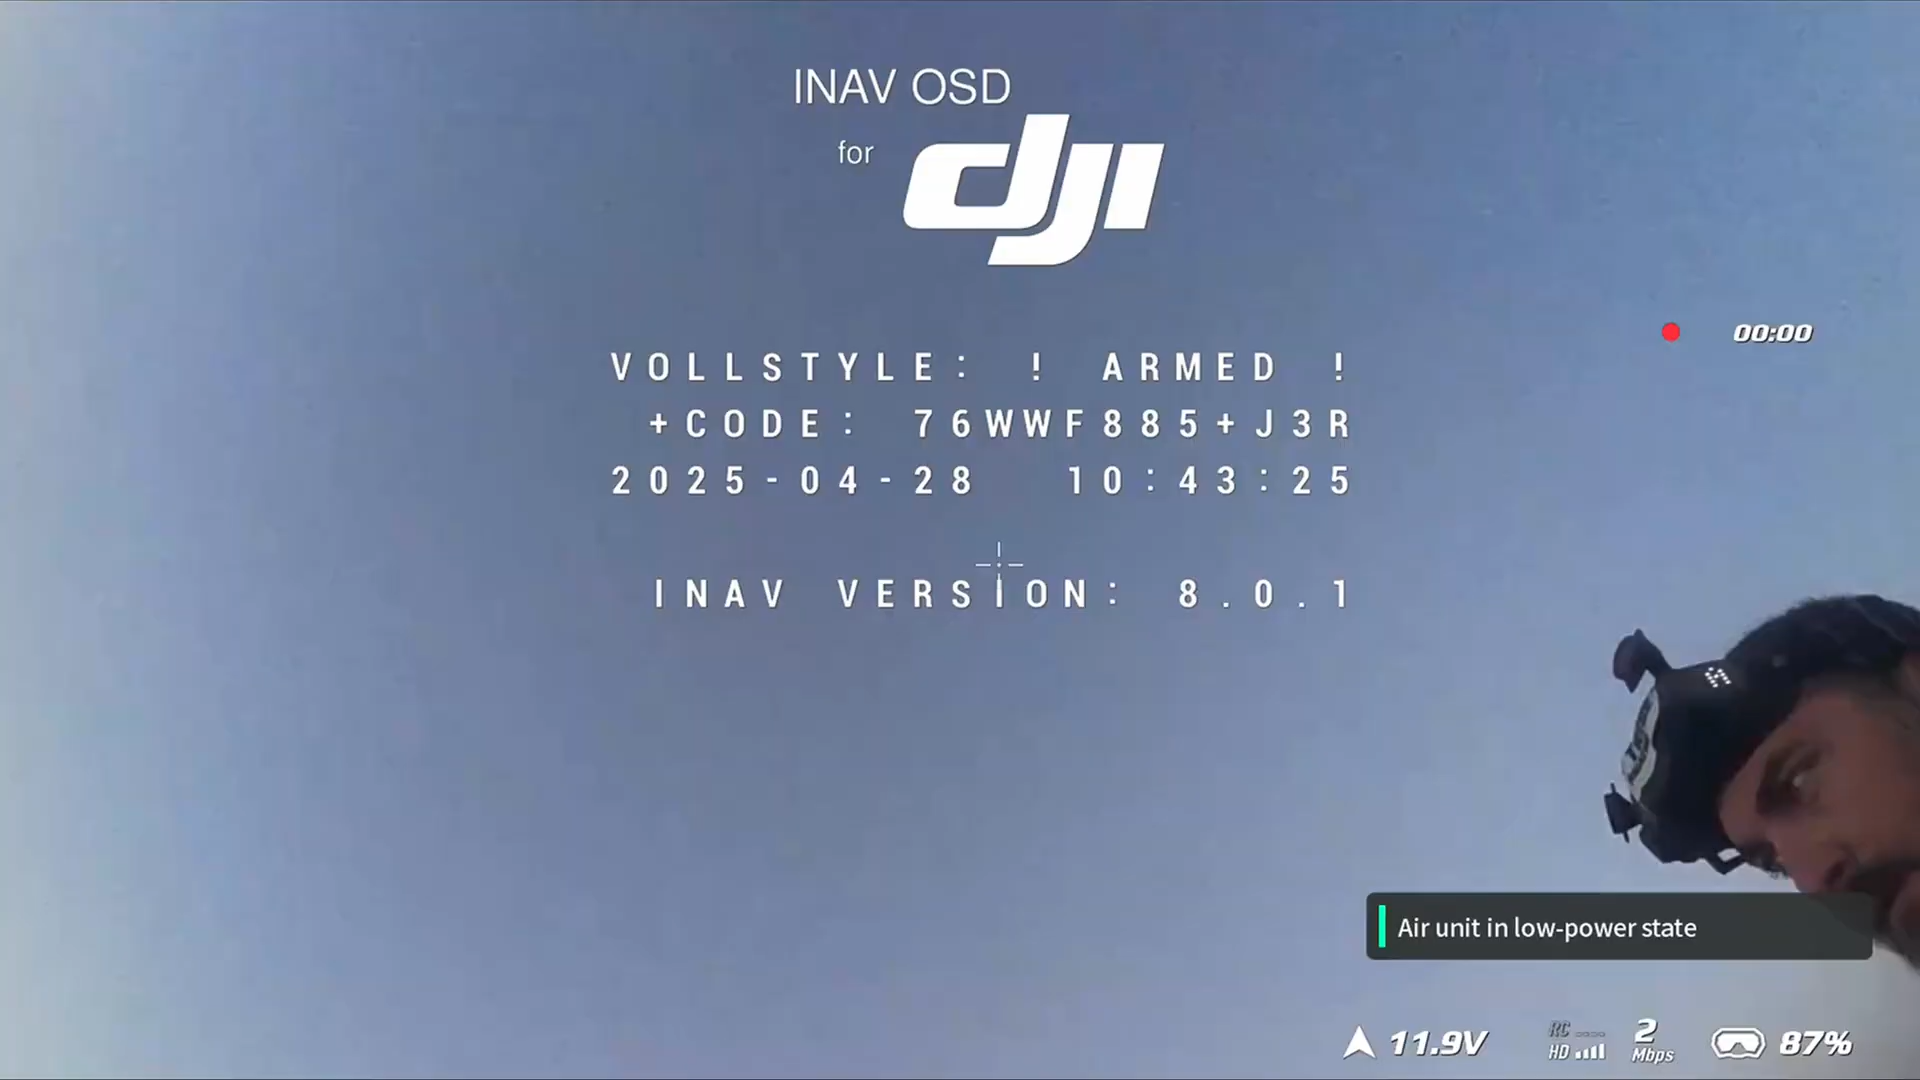 INAV OSD
for dji
VOLLSTYLE: ! ARMED !
+CODE: 76WWF885+J3R
2025-04-28 10:43:25
INAV VERSION: 8.0.1
00:00
Air unit in low-power state
11.9V
RC
HD
2
Mbps
87%